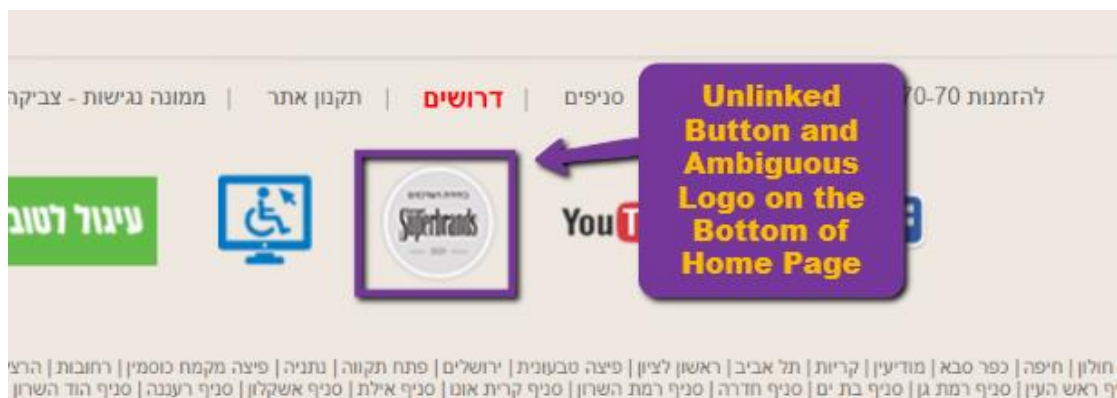 להזמנות 70-70 סניפים | דרושים | תקנון אתר | ממונה נגישות - צביקה
Unlinked
Button and
Ambiguous
Logo on the
Bottom of
Home Page
You
בחירת הצרכנים
Superbrands
עיגול לטוב
חולון | חיפה | כפר סבא | מודיעין | קריות | תל אביב | ראשון לציון | פיצה טבעונית | ירושלים | פתח תקווה | נתניה | פיצה מקמח כוסמין | רחובות | הרצ
ף ראש העין | סניף רמת גן | סניף בת ים | סניף חדרה | סניף רמת השרון | סניף קרית אונו | סניף אילת | סניף אשקלון | סניף רעננה | סניף הוד השרון